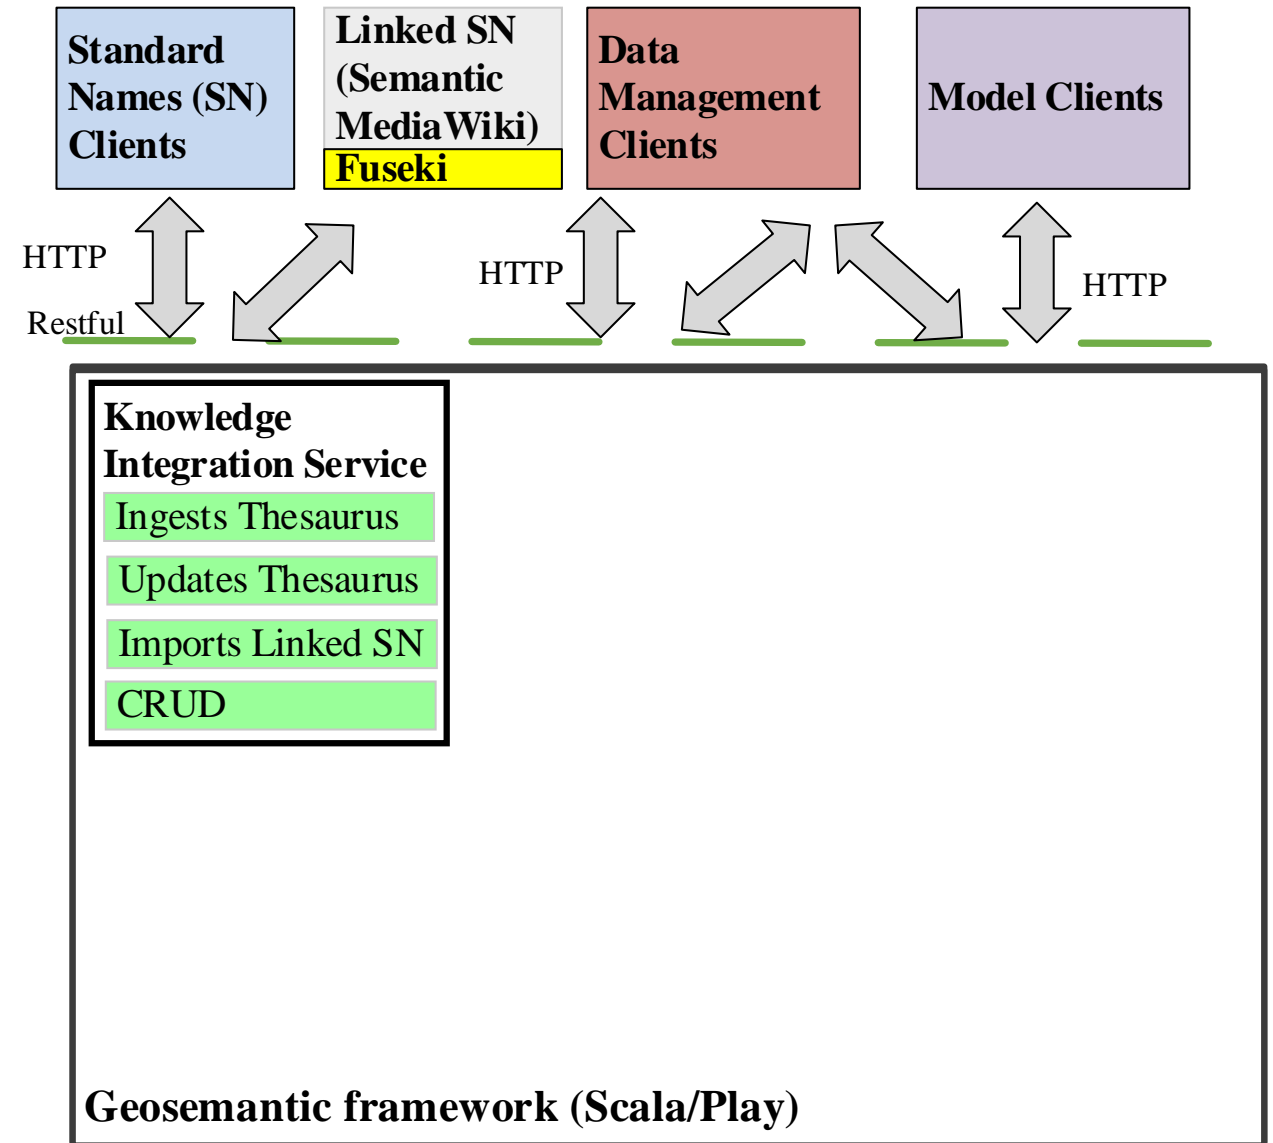 Standard
Names (SN)
Clients
Linked SN
(Semantic
MediaWiki)
Fuseki
Data
Management
Clients
Model Clients
HTTP
HTTP
HTTP
Restful
Knowledge
Integration Service
Ingests Thesaurus
Updates Thesaurus
Imports Linked SN
CRUD
Geosemantic framework (Scala/Play)